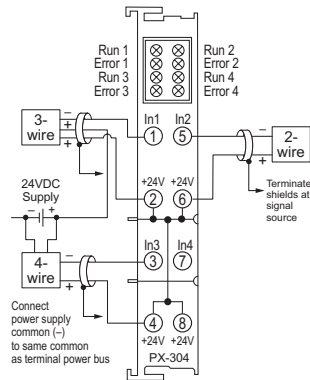 Run 1
Error 1
Run 3
Error 3
Run 2
Error 2
Run 4
Error 4
In1
In2
1
5
3-
wire
−
+
+
−
+
2-
wire
24VDC
Supply
− +
+24V
+24V
2
6
Terminate
shields at
signal
source
In3
In4
3
7
4-
wire
−
+
Connect
power supply
common (–)
to same common
as terminal power bus
4
8
+24V
+24V
PX-304